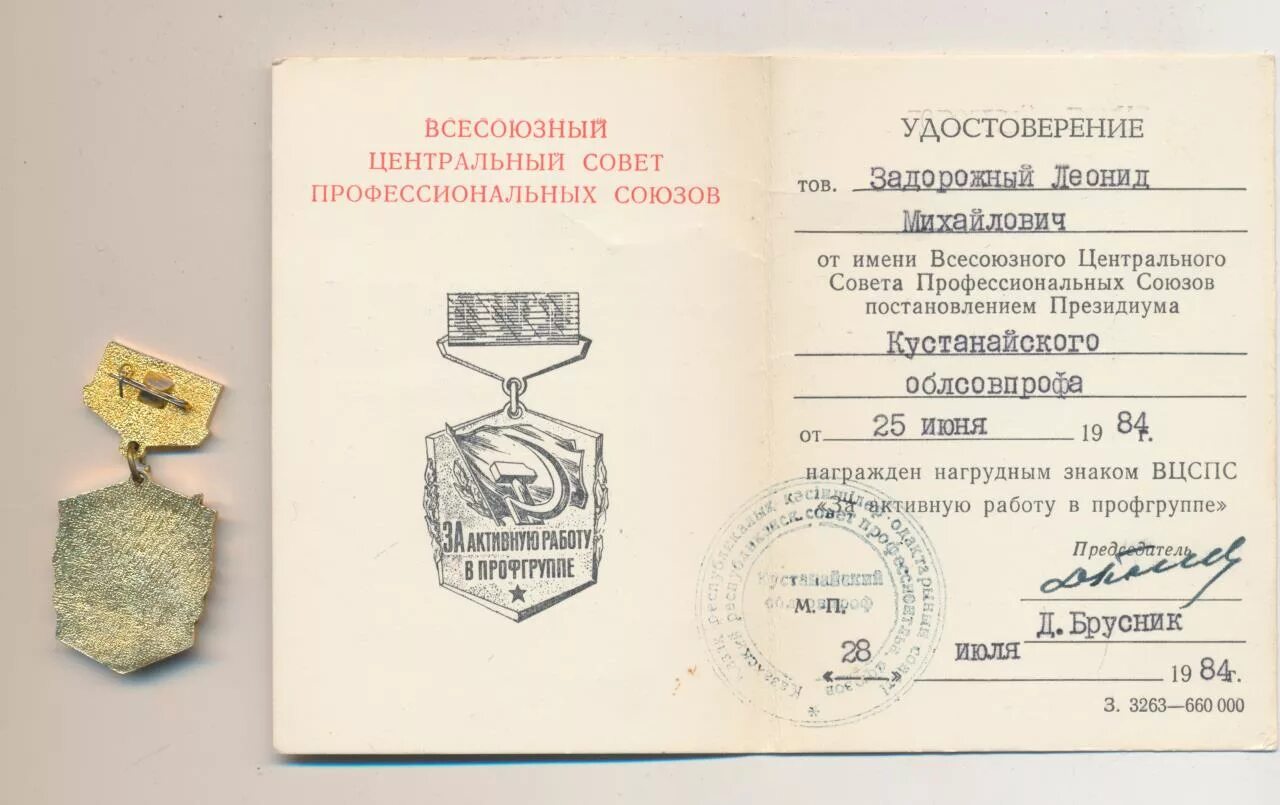 ВСЕСОЮЗНЫЙ
ЦЕНТРАЛЬНЫЙ СОВЕТ
ПРОФЕССИОНАЛЬНЫХ СОЮЗОВ
ЗА АКТИВНУЮ РАБОТУ
В ПРОФГРУППЕ
УДОСТОВЕРЕНИЕ
тов. Задорожный Леонид
Михайлович
от имени Всесоюзного Центрального
Совета Профессиональных Союзов
постановлением Президиума
Кустанайского
облсовпрофа
от 25 июня 1984г.
награжден нагрудным знаком ВЦСПС
«За активную работу в профгруппе»
Председатель
Д.Брусник
Кустанайский
облсовпроф
М. П.
«28» июля 1984г.
З. 3263—660 000